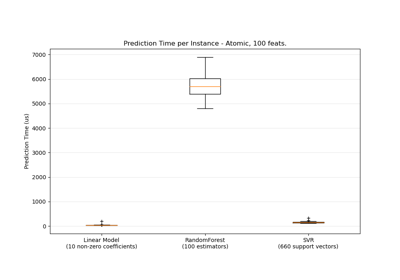 Prediction Time per Instance - Atomic, 100 feats.
7000
6000
5000
4000
3000
2000
1000
0
Prediction Time (us)
Linear Model
(10 non-zero coefficients)
RandomForest
(100 estimators)
SVR
(660 support vectors)